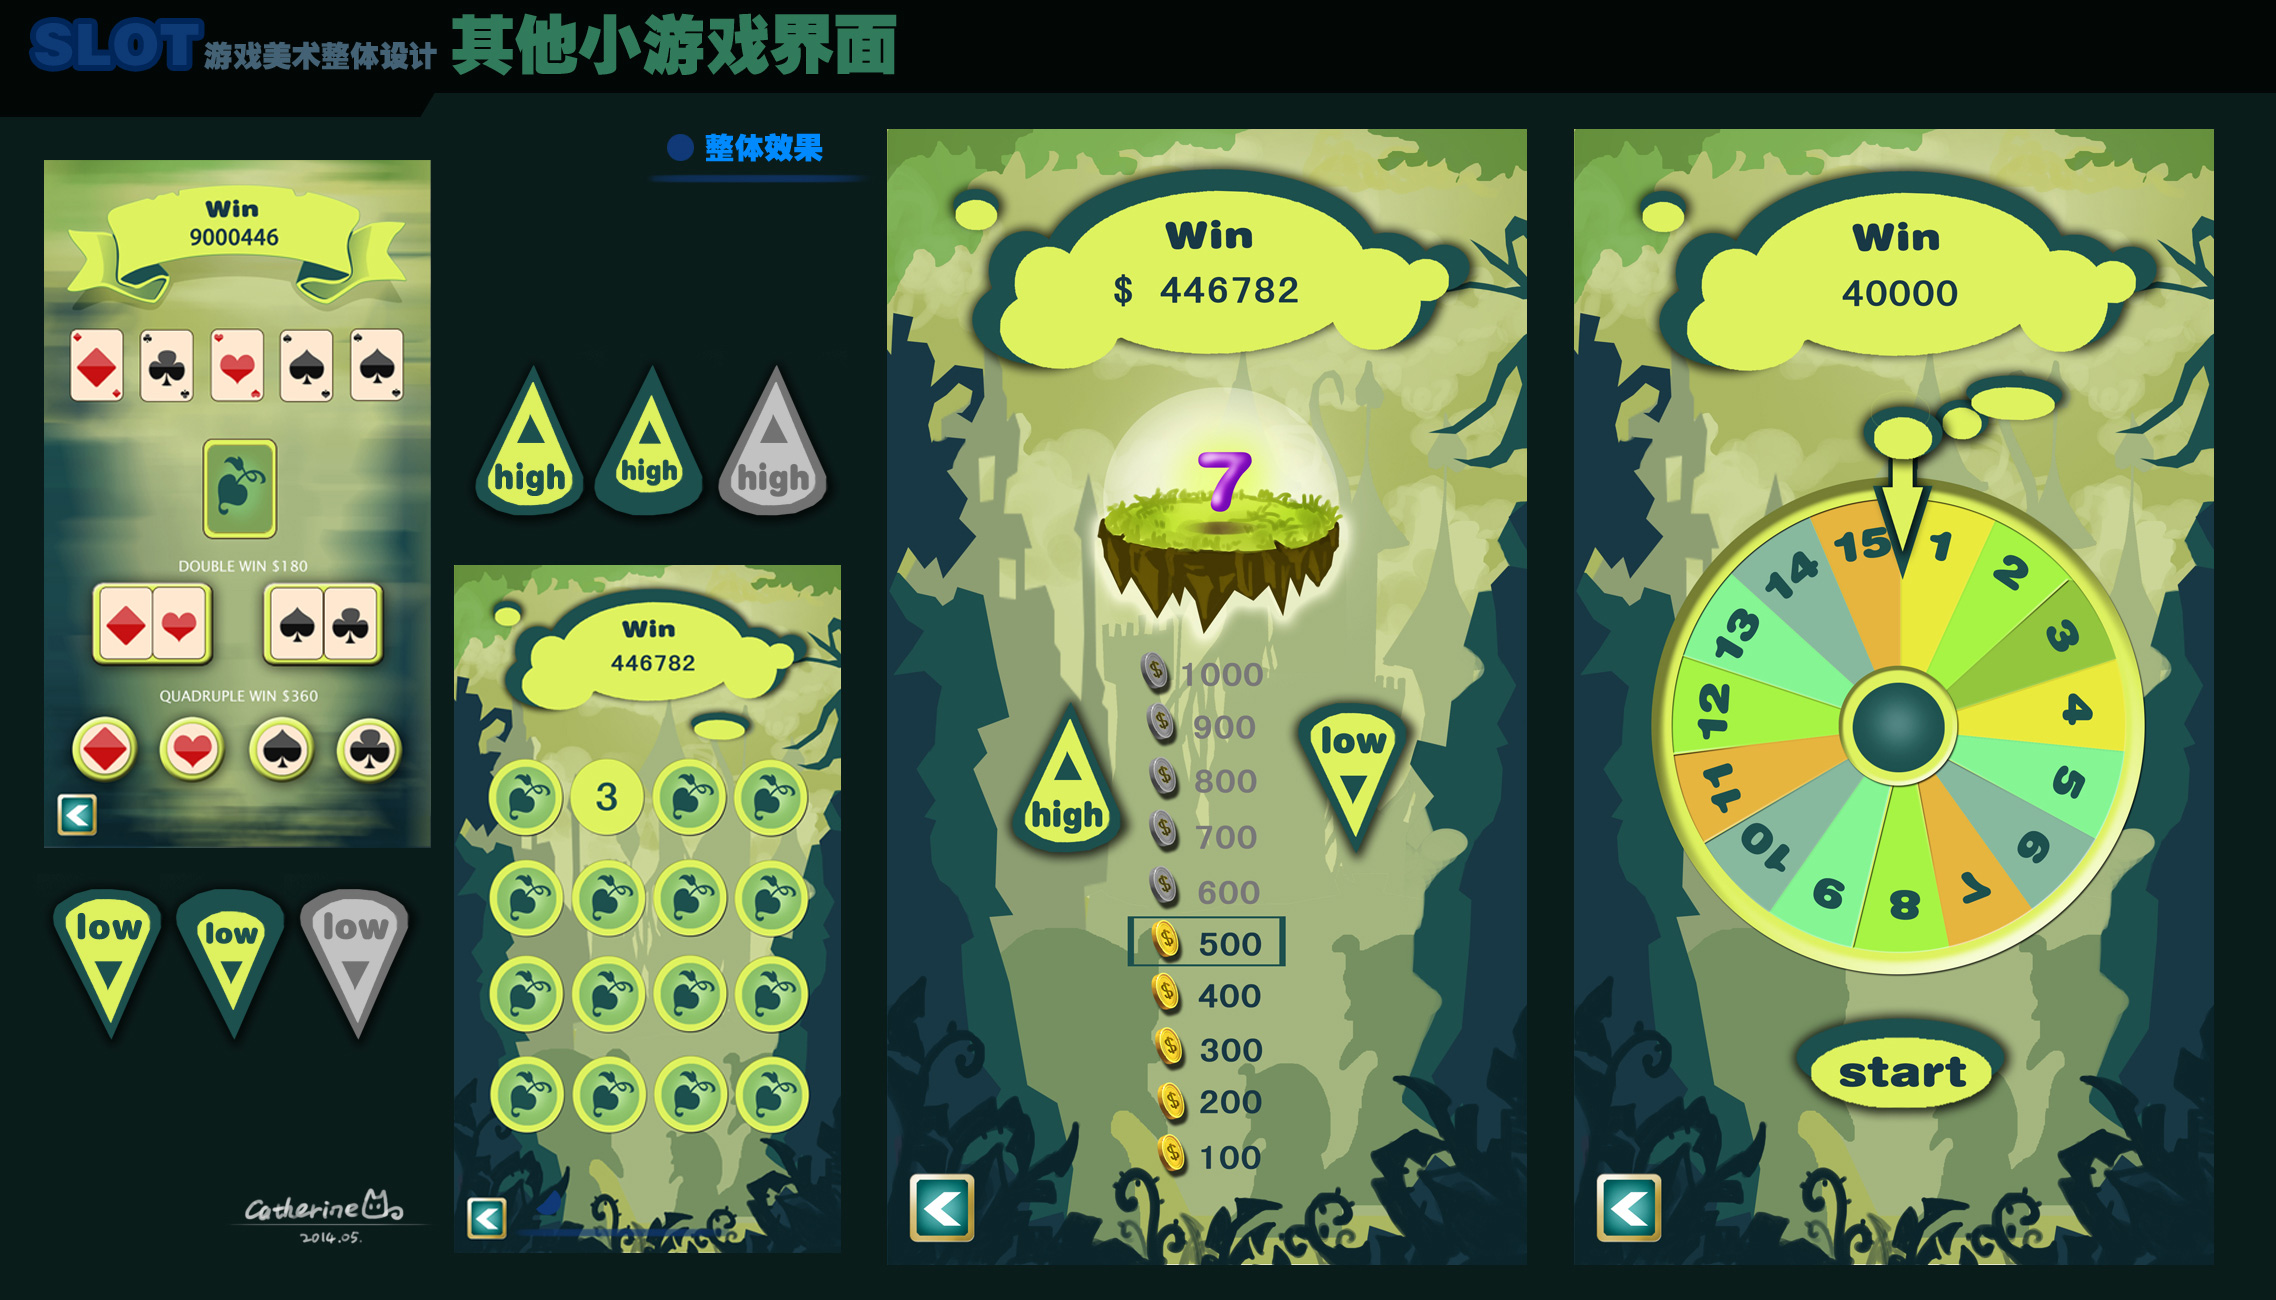 SLOT 游戏美术整体设计 其他小游戏界面
整体效果
Win
9000446
DOUBLE WIN $180
QUADRUPLE WIN $360
high
high
high
low
low
low
Win
446782
3
Win
$ 446782
7
1000
900
800
700
600
500
400
300
200
100
high
low
Win
40000
1
2
3
4
5
6
7
8
9
10
11
12
13
14
15
start
Catherine
2014.05.